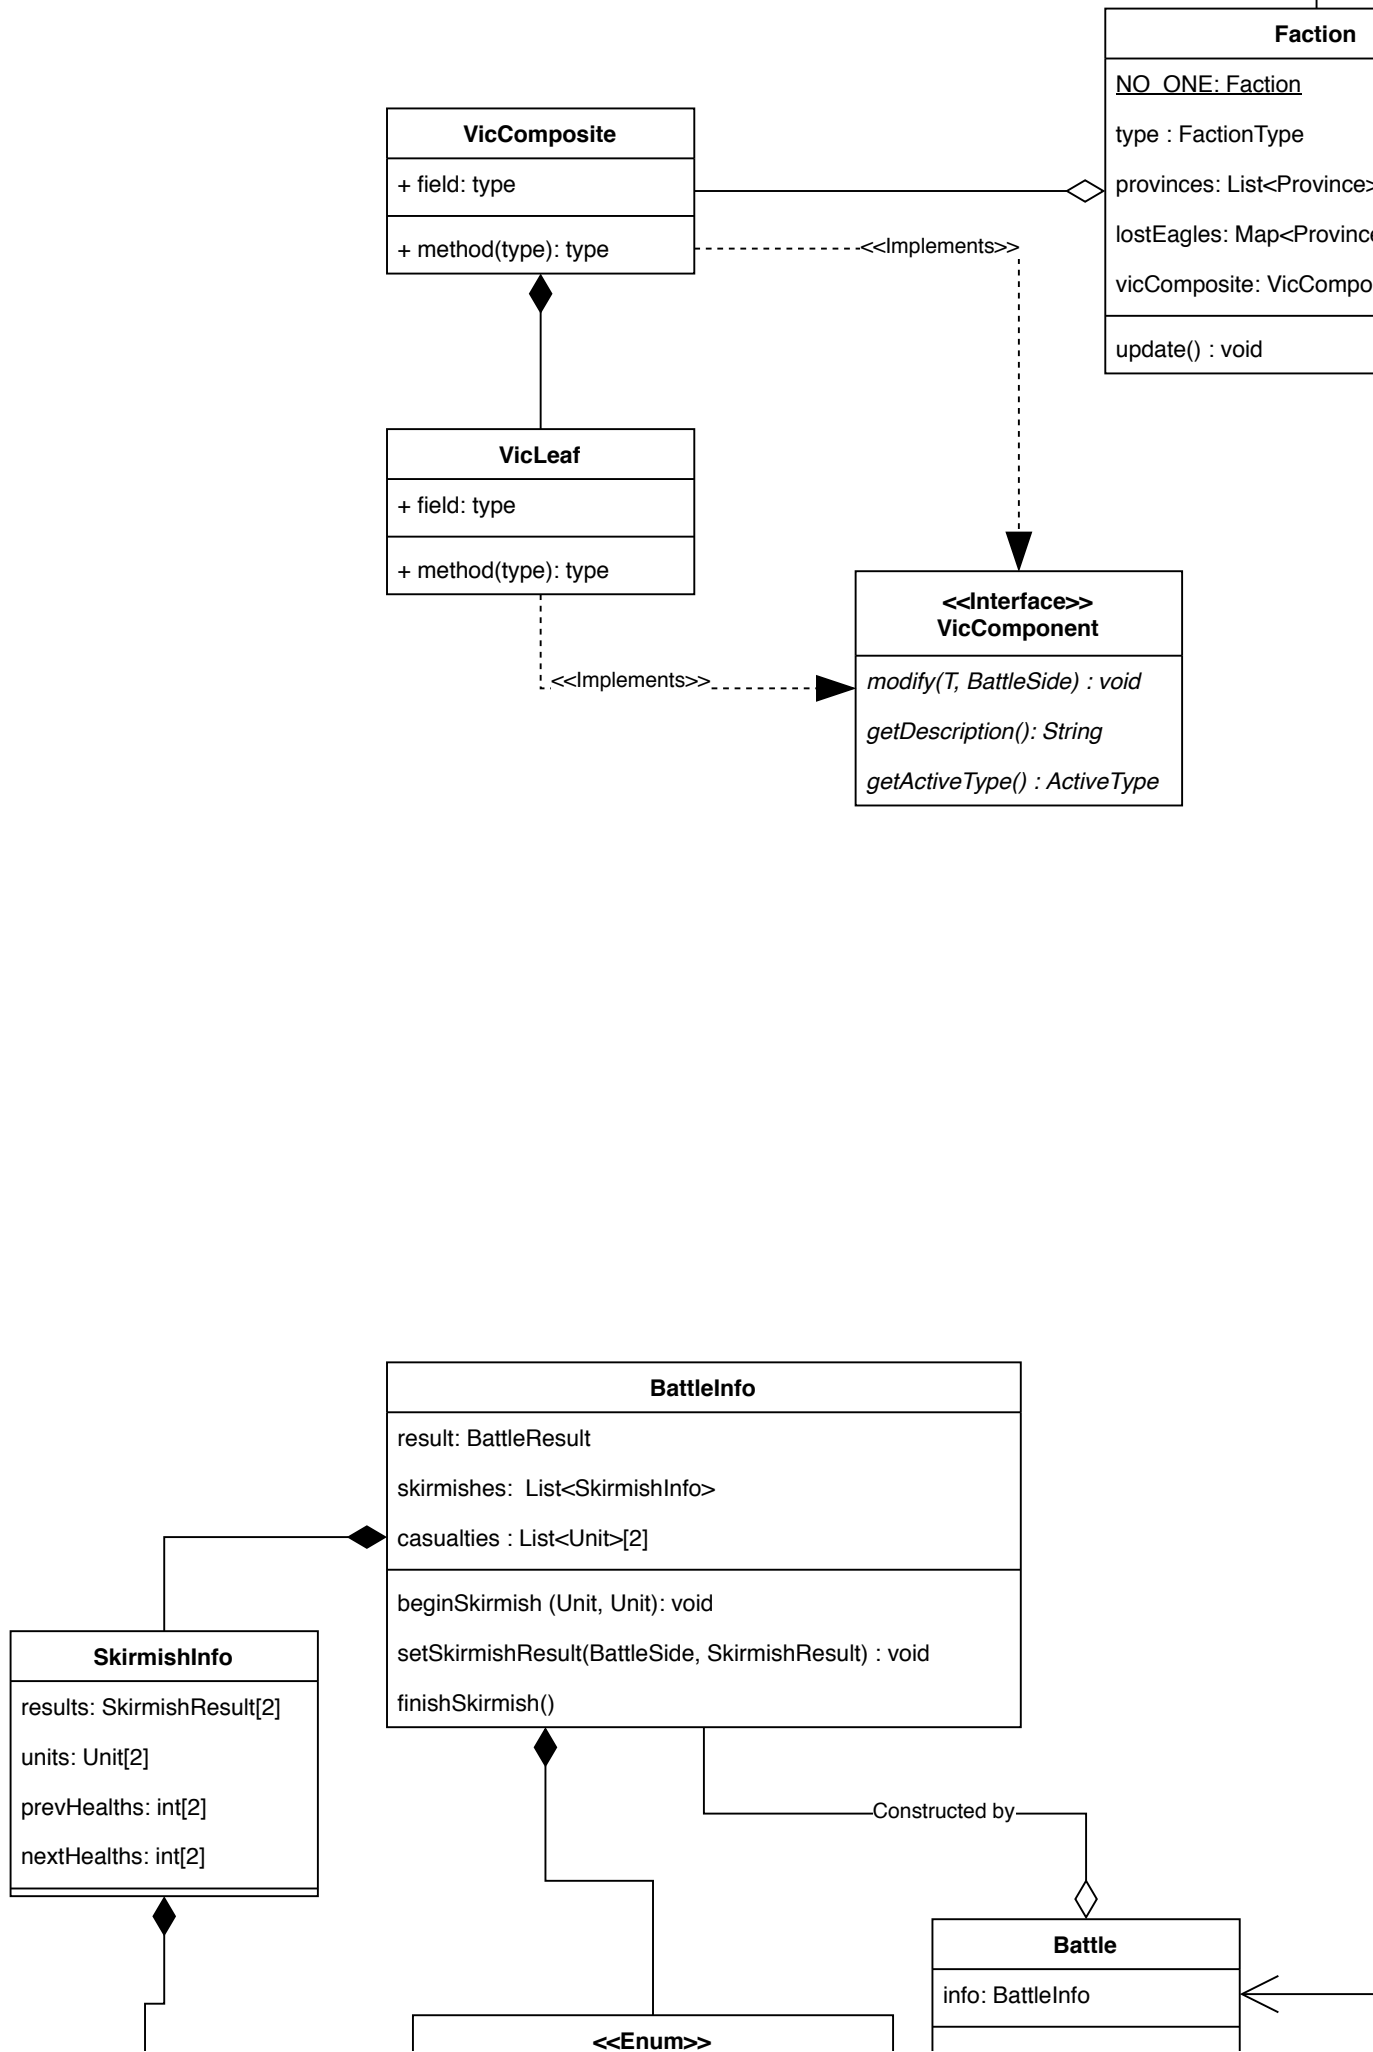 Faction
NO_ONE: Faction
type : FactionType
provinces: List<Province>
lostEagles: Map<Province
vicComposite: VicCompo
update() : void
VicComposite
+ field: type
+ method(type): type
<<Implements>>
VicLeaf
+ field: type
+ method(type): type
<<Implements>>
<<Interface>>
VicComponent
modify(T, BattleSide) : void
getDescription(): String
getActiveType() : ActiveType
BattleInfo
result: BattleResult
skirmishes:  List<SkirmishInfo>
casualties : List<Unit>[2]
beginSkirmish (Unit, Unit): void
setSkirmishResult(BattleSide, SkirmishResult) : void
finishSkirmish()
SkirmishInfo
results: SkirmishResult[2]
units: Unit[2]
prevHealths: int[2]
nextHealths: int[2]
Constructed by
Battle
info: BattleInfo
<<Enum>>